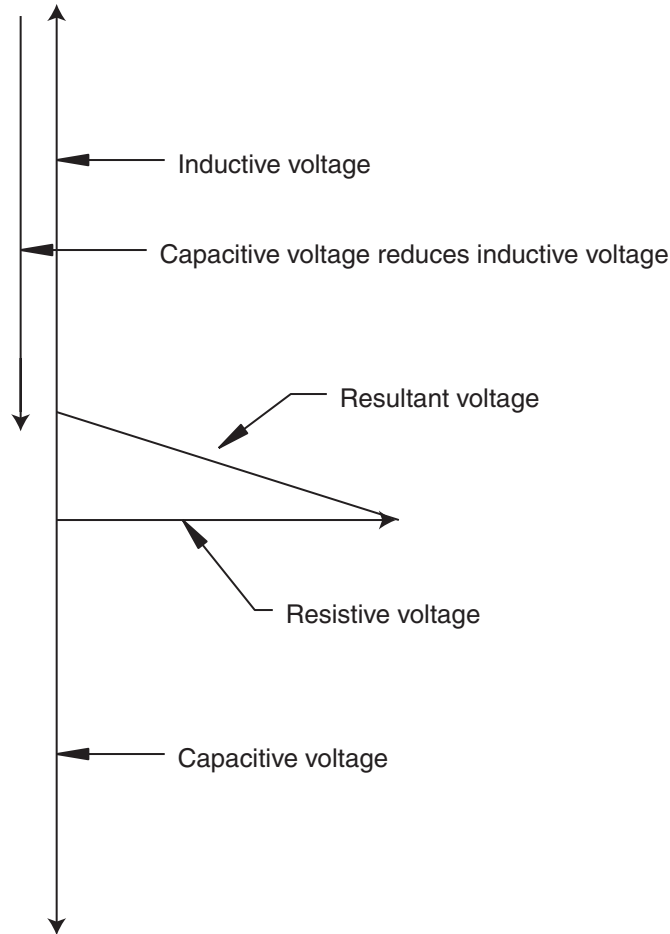 Inductive voltage
Capacitive voltage reduces inductive voltage
Resultant voltage
Resistive voltage
Capacitive voltage